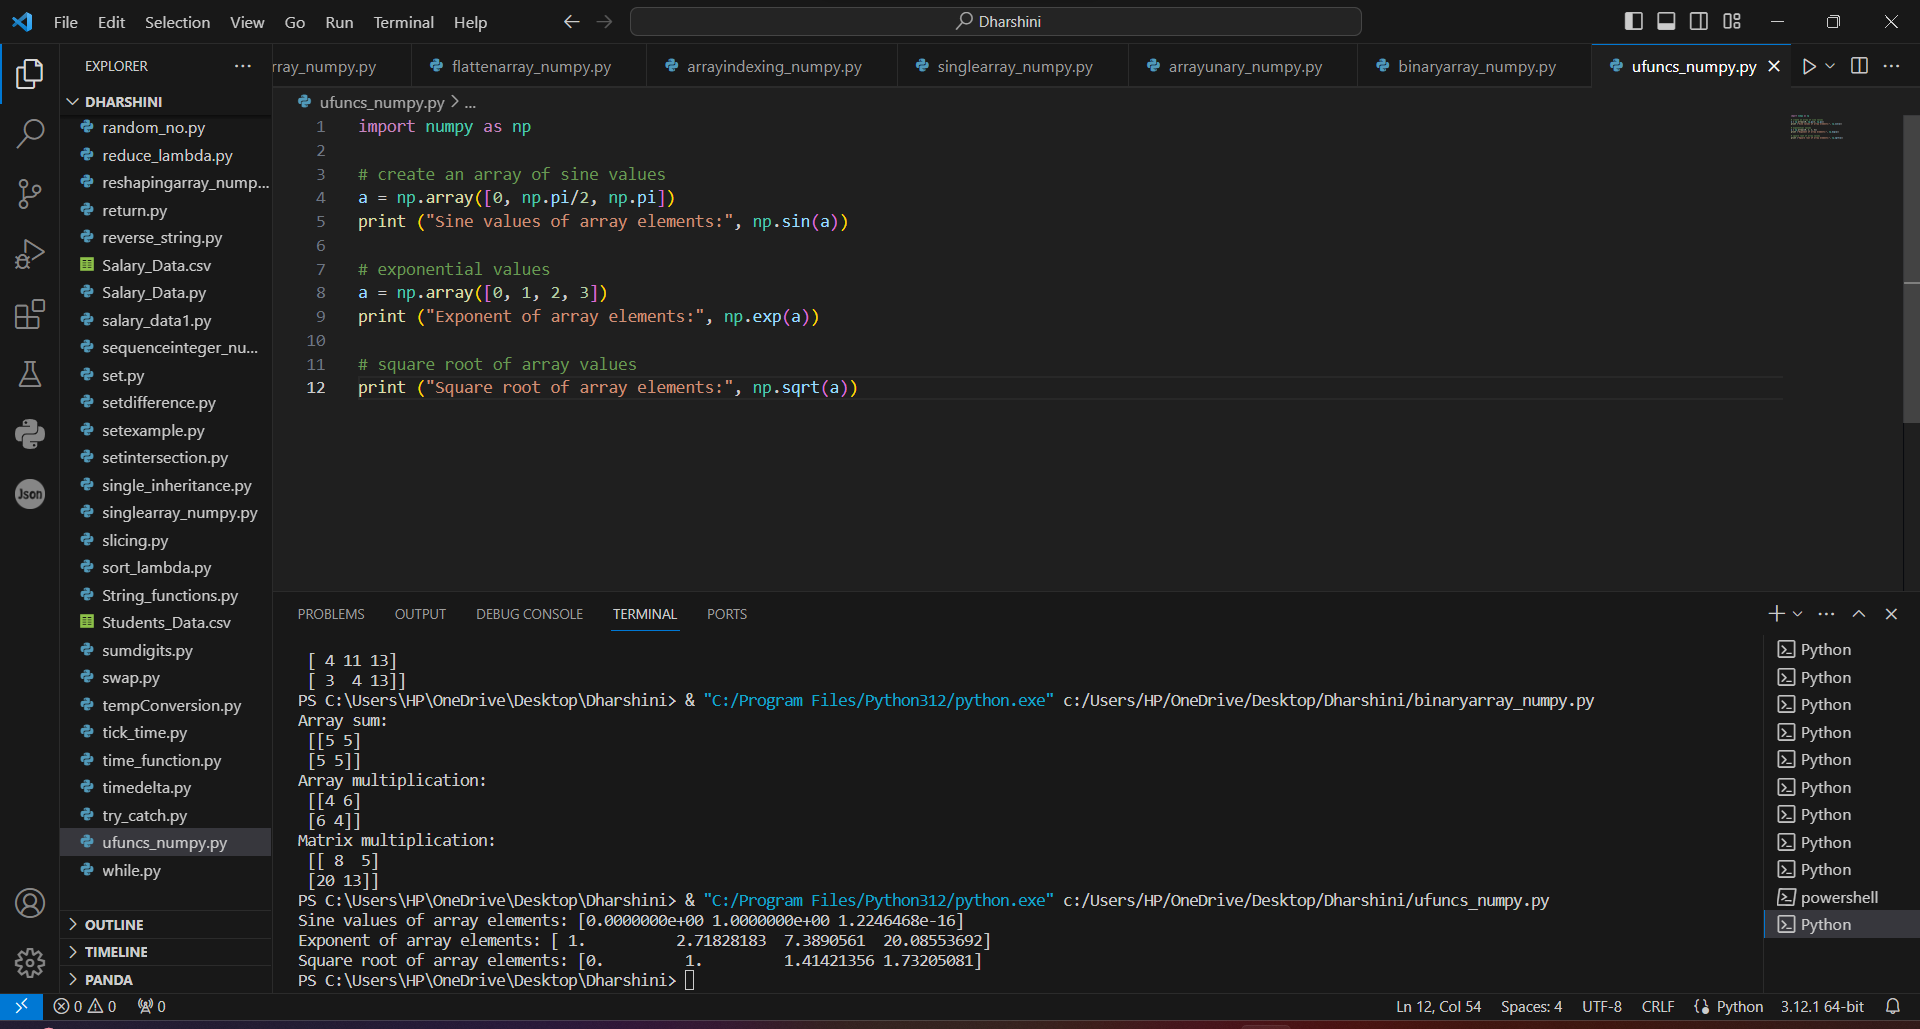 File Edit Selection View Go Run Terminal Help
Dharshini
EXPLORER
rray_numpy.py flattenarray_numpy.py arrayindexing_numpy.py singlearray_numpy.py arrayunary_numpy.py binaryarray_numpy.py ufuncs_numpy.py
DHARSHINI
random_no.py
reduce_lambda.py
reshapingarray_nump...
return.py
reverse_string.py
Salary_Data.csv
Salary_Data.py
salary_data1.py
sequenceinteger_nu...
set.py
setdifference.py
setexample.py
setintersection.py
single_inheritance.py
singlearray_numpy.py
slicing.py
sort_lambda.py
String_functions.py
Students_Data.csv
sumdigits.py
swap.py
tempConversion.py
tick_time.py
time_function.py
timedelta.py
try_catch.py
ufuncs_numpy.py
while.py
OUTLINE
TIMELINE
PANDA
Json
ufuncs_numpy.py > ...
1 import numpy as np
2
3 # create an array of sine values
4 a = np.array([0, np.pi/2, np.pi])
5 print ("Sine values of array elements:", np.sin(a))
6
7 # exponential values
8 a = np.array([0, 1, 2, 3])
9 print ("Exponent of array elements:", np.exp(a))
10
11 # square root of array values
12 print ("Square root of array elements:", np.sqrt(a))
PROBLEMS OUTPUT DEBUG CONSOLE TERMINAL PORTS
[ 4 11 13]
[ 3  4 13]]
PS C:\Users\HP\OneDrive\Desktop\Dharshini> & "C:/Program Files/Python312/python.exe" c:/Users/HP/OneDrive/Desktop/Dharshini/binaryarray_numpy.py
Array sum:
[[5 5]
[5 5]]
Array multiplication:
[[4 6]
[6 4]]
Matrix multiplication:
[[ 8  5]
[20 13]]
PS C:\Users\HP\OneDrive\Desktop\Dharshini> & "C:/Program Files/Python312/python.exe" c:/Users/HP/OneDrive/Desktop/Dharshini/ufuncs_numpy.py
Sine values of array elements: [0.0000000e+00 1.0000000e+00 1.2246468e-16]
Exponent of array elements: [ 1.         2.71828183  7.3890561  20.08553692]
Square root of array elements: [0.         1.         1.41421356 1.73205081]
PS C:\Users\HP\OneDrive\Desktop\Dharshini>
Python
Python
Python
Python
Python
Python
Python
Python
Python
powershell
Python
0 0 0
Ln 12, Col 54 Spaces: 4 UTF-8 CRLF Python 3.12.1 64-bit